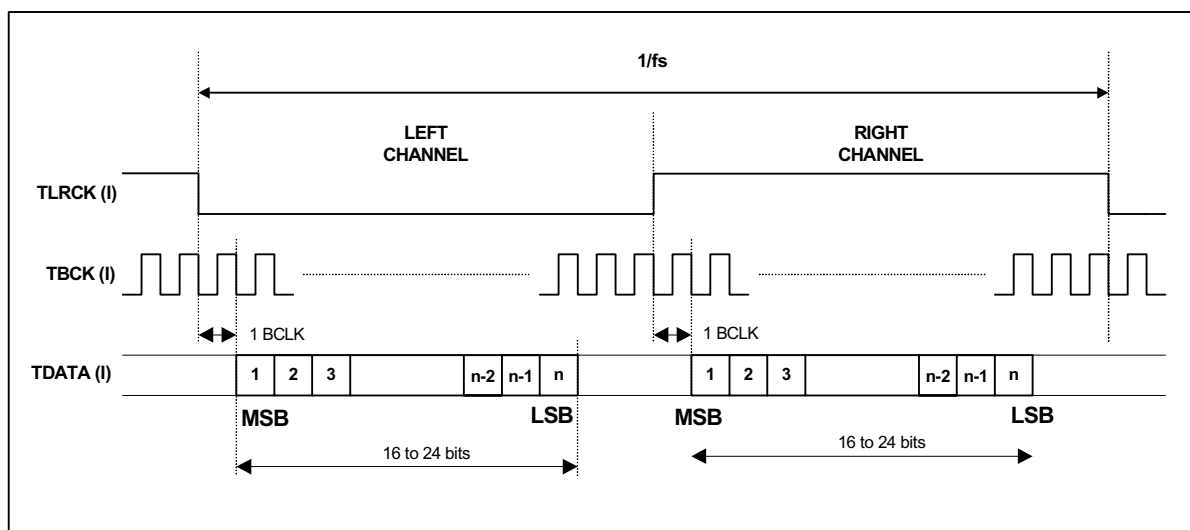 1/fs
LEFT
CHANNEL
RIGHT
CHANNEL
TLRCK (I)
TBCK (I)
1 BCLK
1 BCLK
TDATA (I)
1 2 3 n-2 n-1 n 1 2 3 n-2 n-1 n
MSB LSB MSB LSB
16 to 24 bits
16 to 24 bits